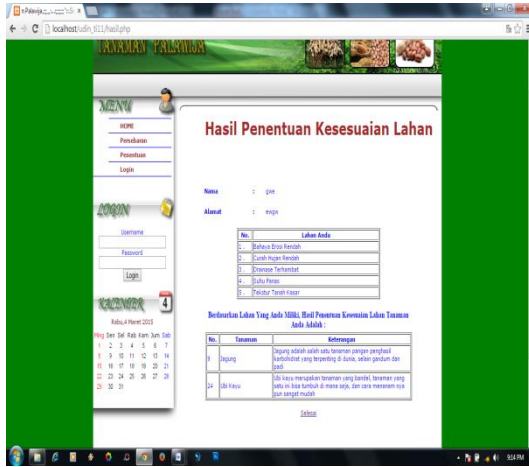 localhost/udin_ti11/hasil.php
TANAMAN PALAWIJA
MENU
HOME
Persebaran
Penentuan
Login
LOGIN
Username
Password
Login
KALENDER
4
Rabu,4 Maret 2015
Ming Sen Sel Rab Kam Jum Sab
1 2 3 4 5 6 7
8 9 10 11 12 13 14
15 16 17 18 19 20 21
22 23 24 25 26 27 28
29 30 31
Hasil Penentuan Kesesuaian Lahan
Nama :
Alamat :
No. Lahan Anda
1. Bahaya Erosi Rendah
2. Curah Hujan Rendah
3. Drainase Terhambat
4. Suhu Panas
5. Tekstur Tanah Kasar
Berdasarkan Lahan Yang Anda Miliki, Hasil Penentuan Kesesuaian Lahan Tanaman
Anda Adalah :
No. Tanaman Keterangan
9 Jagung Jagung adalah salah satu tanaman pangan penghasil
karbohidrat yang terpenting di dunia, selain gandum dan
padi
24 Ubi Kayu Ubi kayu merupakan tanaman yang bandel, tanaman yang
satu ini bisa tumbuh di mana saja, dan cara menanam nya
pun sangat mudah
Selesai
9:14 PM